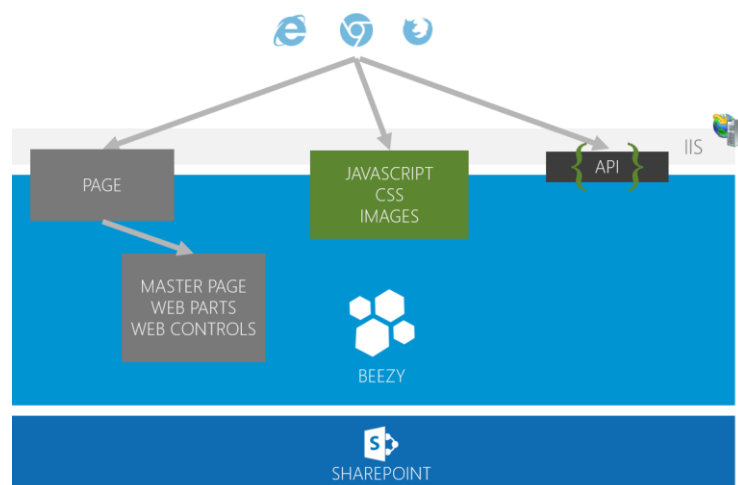 IIS
PAGE
JAVASCRIPT
CSS
IMAGES
{ API }
MASTER PAGE
WEB PARTS
WEB CONTROLS
BEEZY
S
SHAREPOINT